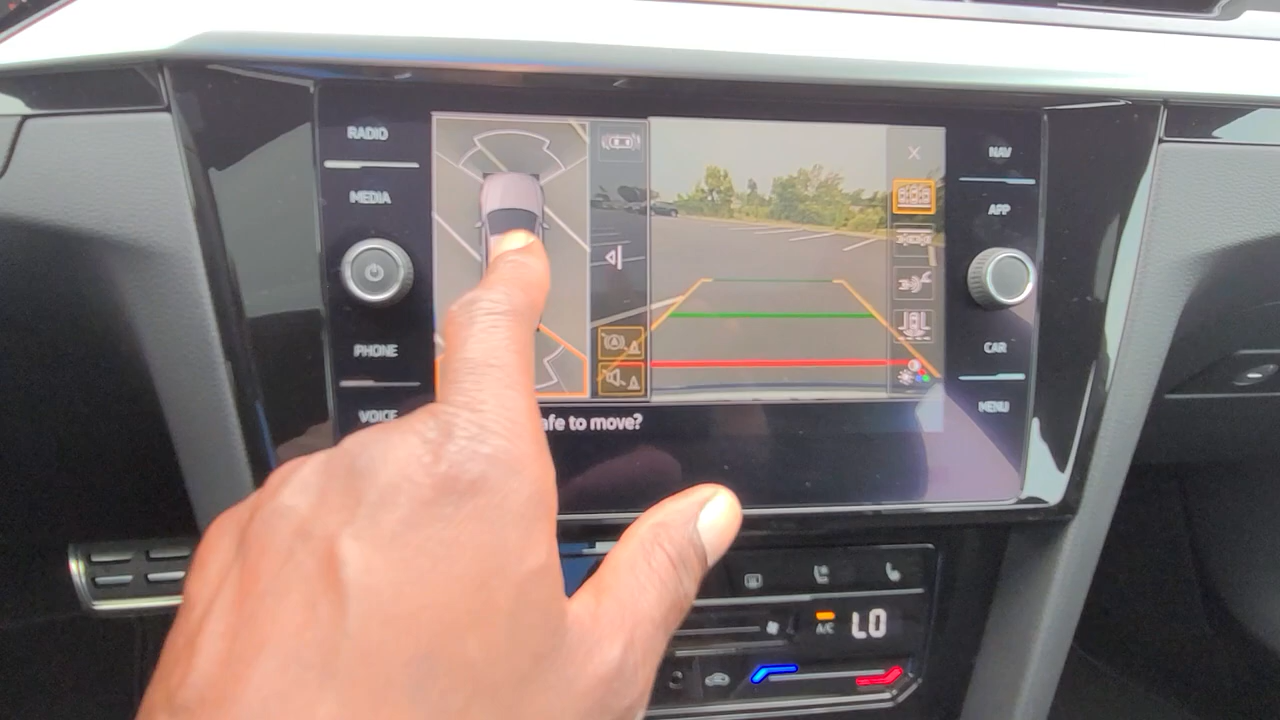 RADIO
MEDIA
PHONE
VOICE
NAV
APP
CAR
MENU
afe to move?
A/C
LO